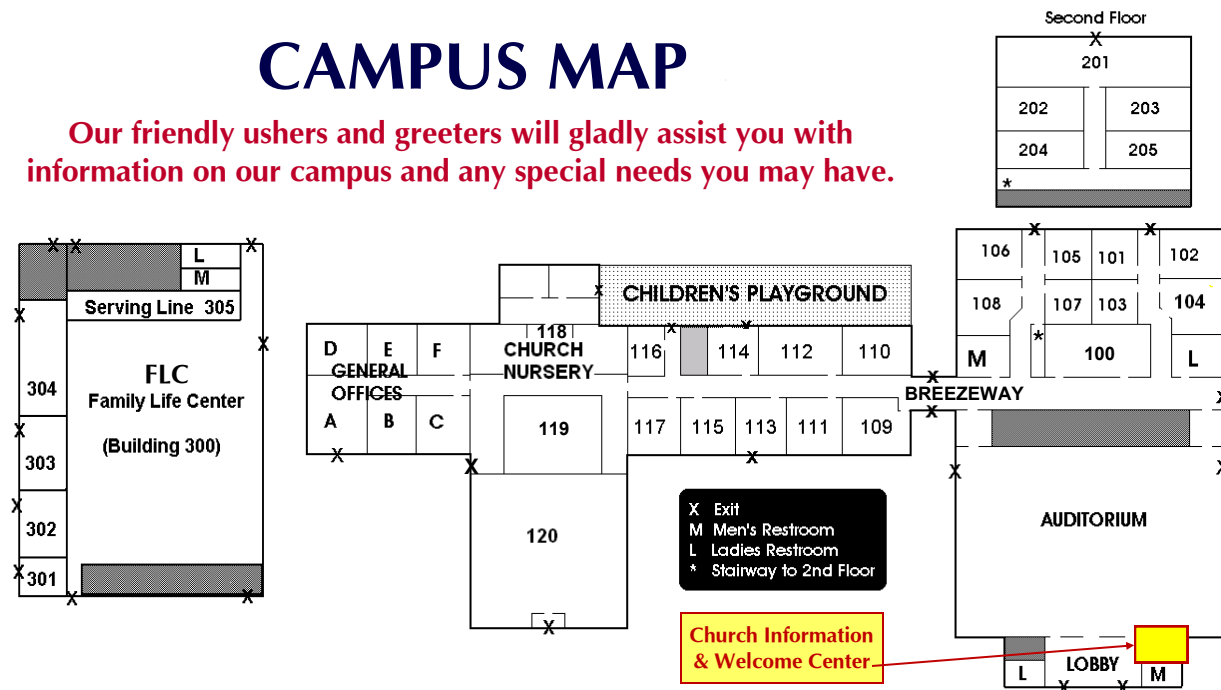 Second Floor
CAMPUS MAP
Our friendly ushers and greeters will gladly assist you with
information on our campus and any special needs you may have.
X
201
202 203
204 205
*
X X X
L
M
Serving Line 305
X
X
304
FLC
Family Life Center
(Building 300)
X
303
X
302
X
301
X X
X
CHILDREN'S PLAYGROUND
X X
D E F
118
CHURCH
NURSERY
116 114 112 110
GENERAL
OFFICES
A B C
119
117 115 113 111 109
X X X
120
X
X X
106 105 101 102
108 107 103 104
*
M 100 L
X
BREEZEWAY
X X
X X
AUDITORIUM
X Exit
M Men's Restroom
L Ladies Restroom
* Stairway to 2nd Floor
Church Information
& Welcome Center
LOBBY
L M
X X